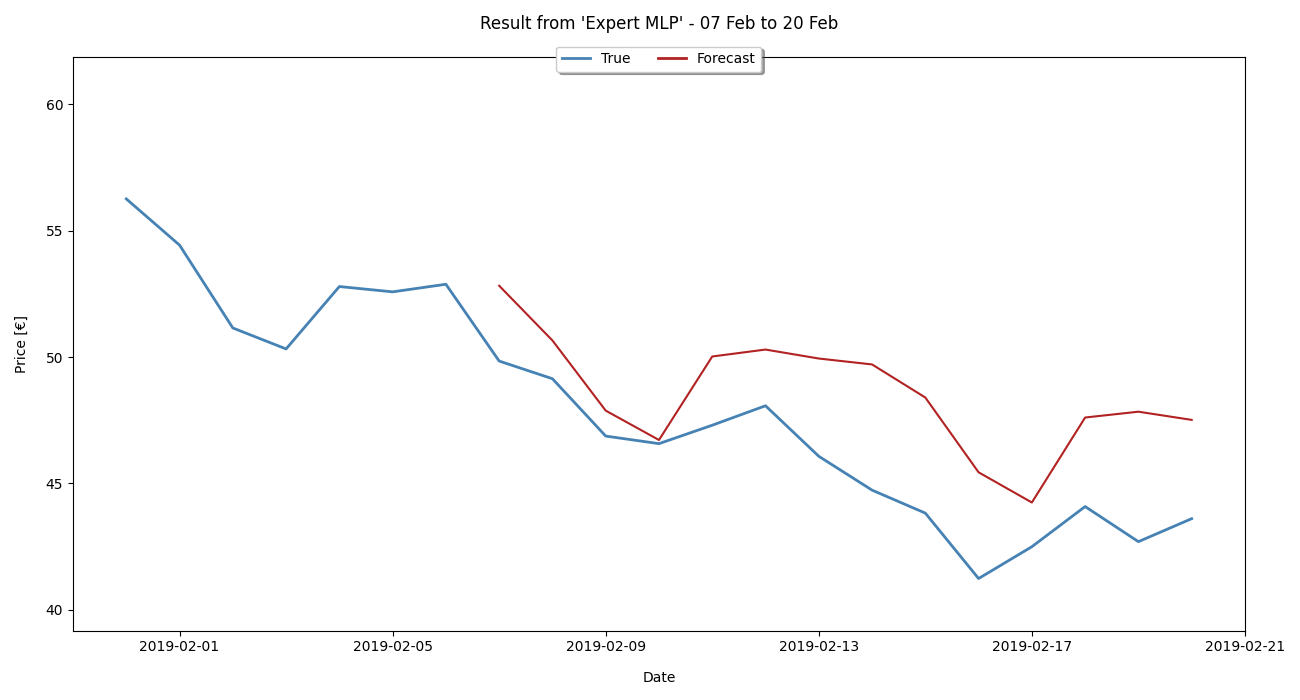 Result from 'Expert MLP' - 07 Feb to 20 Feb
True Forecast
60
55
50
45
40
Price [€]
2019-02-01 2019-02-05 2019-02-09 2019-02-13 2019-02-17 2019-02-21
Date